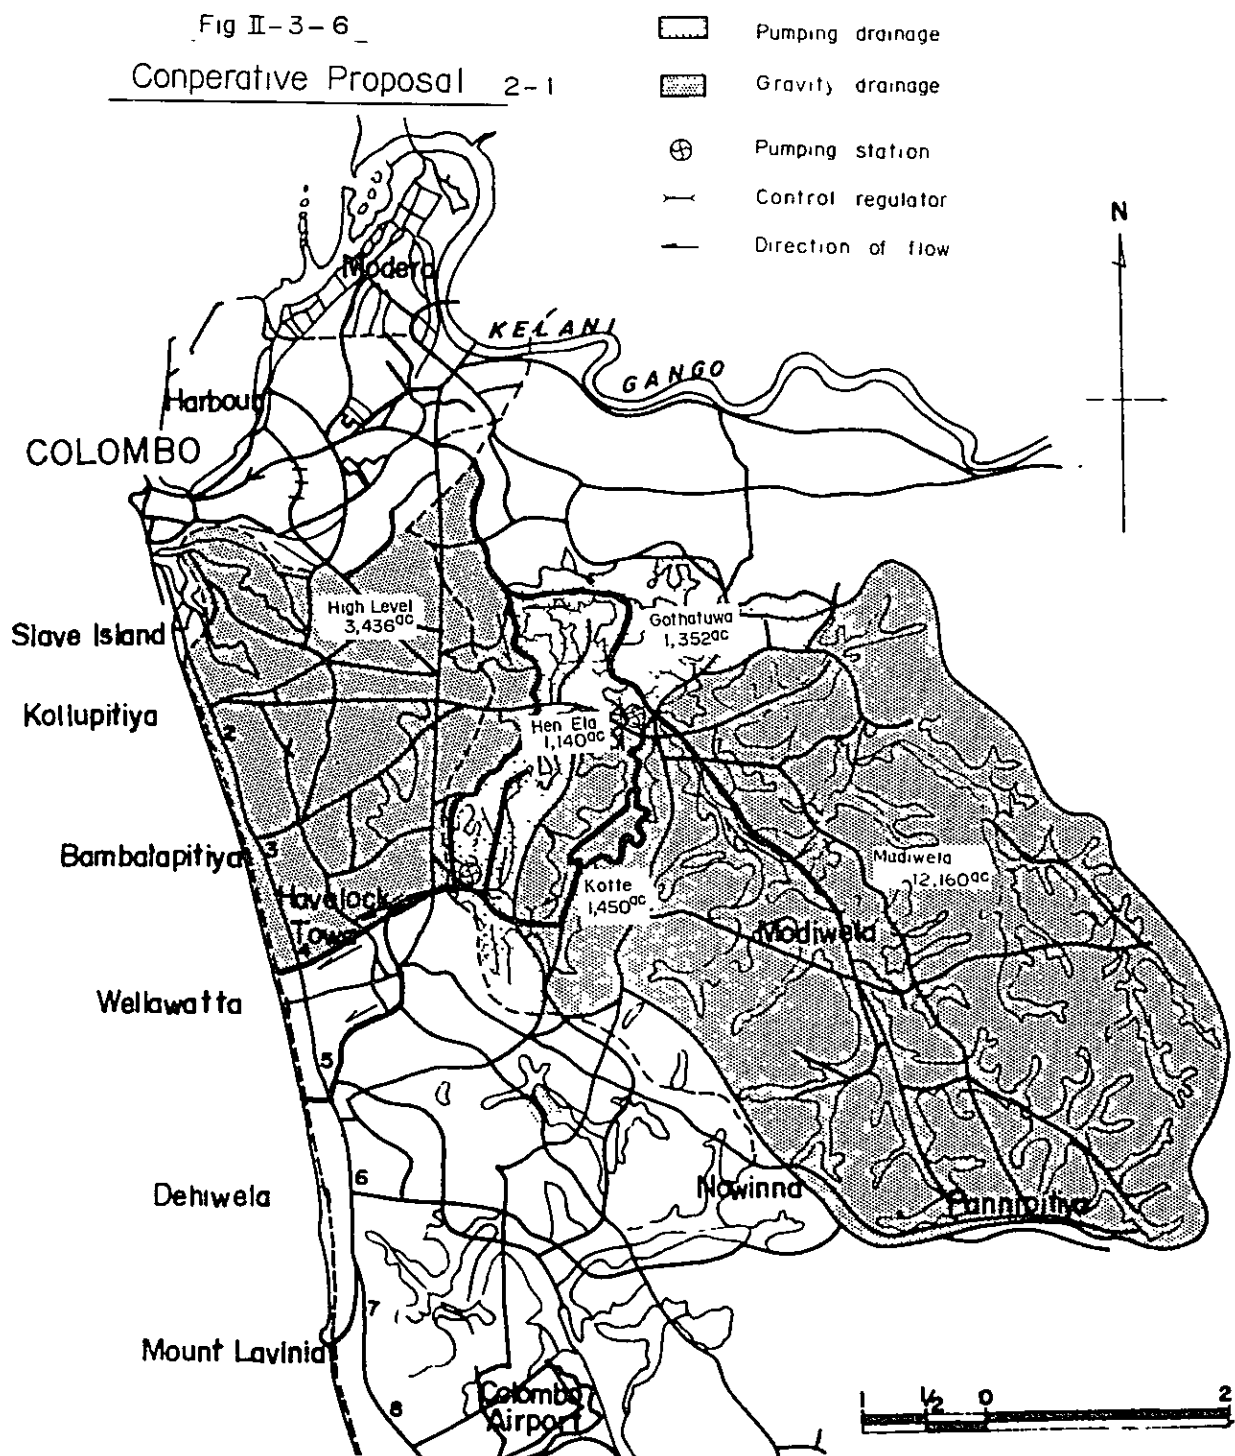 Fig II-3-6
Conperative Proposal 2-1
Pumping drainage
Gravity drainage
Pumping station
Control regulator
Direction of flow
N
Modera
KELANI
GANGO
Harbour
COLOMBO
High Level
3,436ac
Slave Island
Gothatuwa
1,352ac
Kollupitiya
2
Hen Ela
1,140ac
Bambalapitiya
3
Mudiwela
12,160ac
Kotte
1,450ac
Havelock
Town
Modiwela
4
Wellawatta
5
Dehiwela
6
Nowinna
Pannipitiya
7
Mount Lavinia
Colombo
Airport
8
1 1/2 0 2